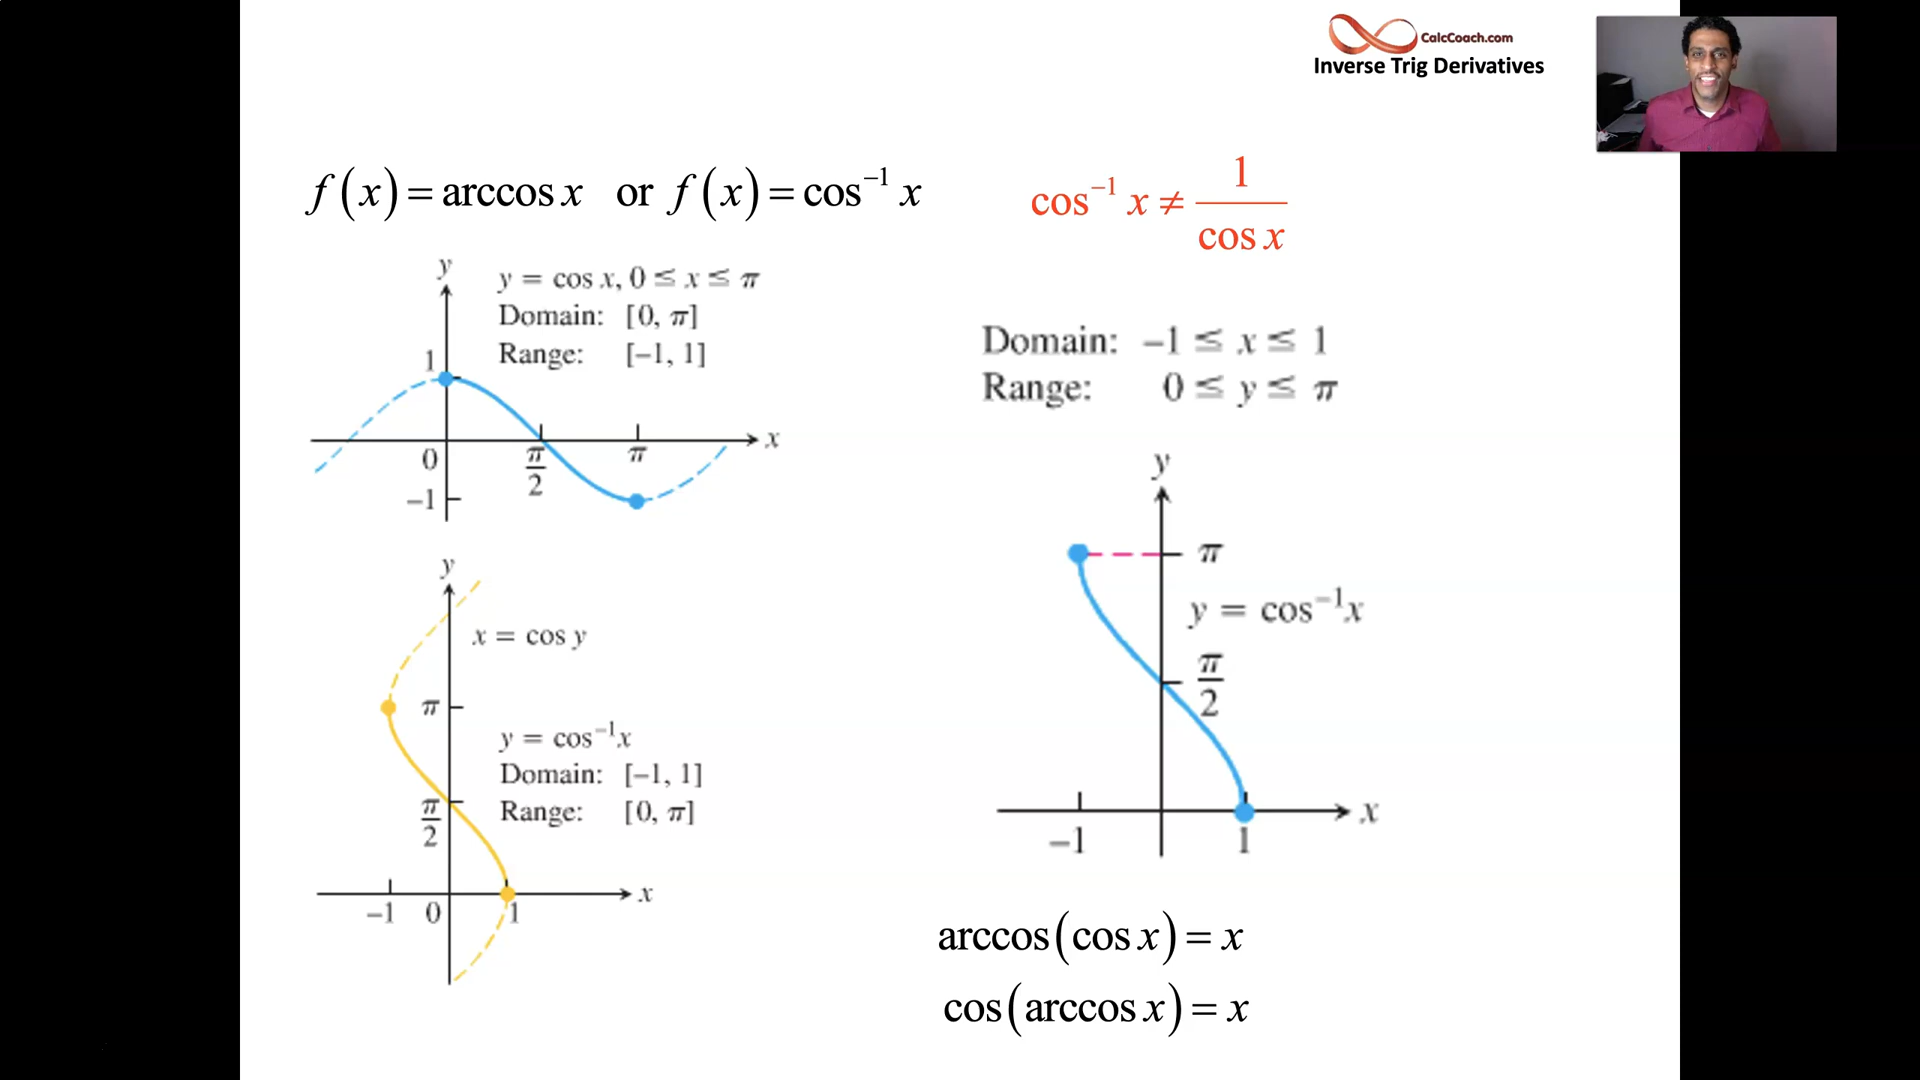 CalcCoach.com
Inverse Trig Derivatives
f(x) = arccos x or f(x) = cos⁻¹ x
cos⁻¹ x ≠ 1/cos x
y
y = cos x, 0 ≤ x ≤ π
Domain: [0, π]
Range: [−1, 1]
1
x
0
π/2
π
−1
Domain: −1 ≤ x ≤ 1
Range: 0 ≤ y ≤ π
y
π
y = cos⁻¹x
π/2
x
−1
1
y
x = cos y
π
y = cos⁻¹x
Domain: [−1, 1]
Range: [0, π]
π/2
x
−1
0
1
arccos(cos x) = x
cos(arccos x) = x